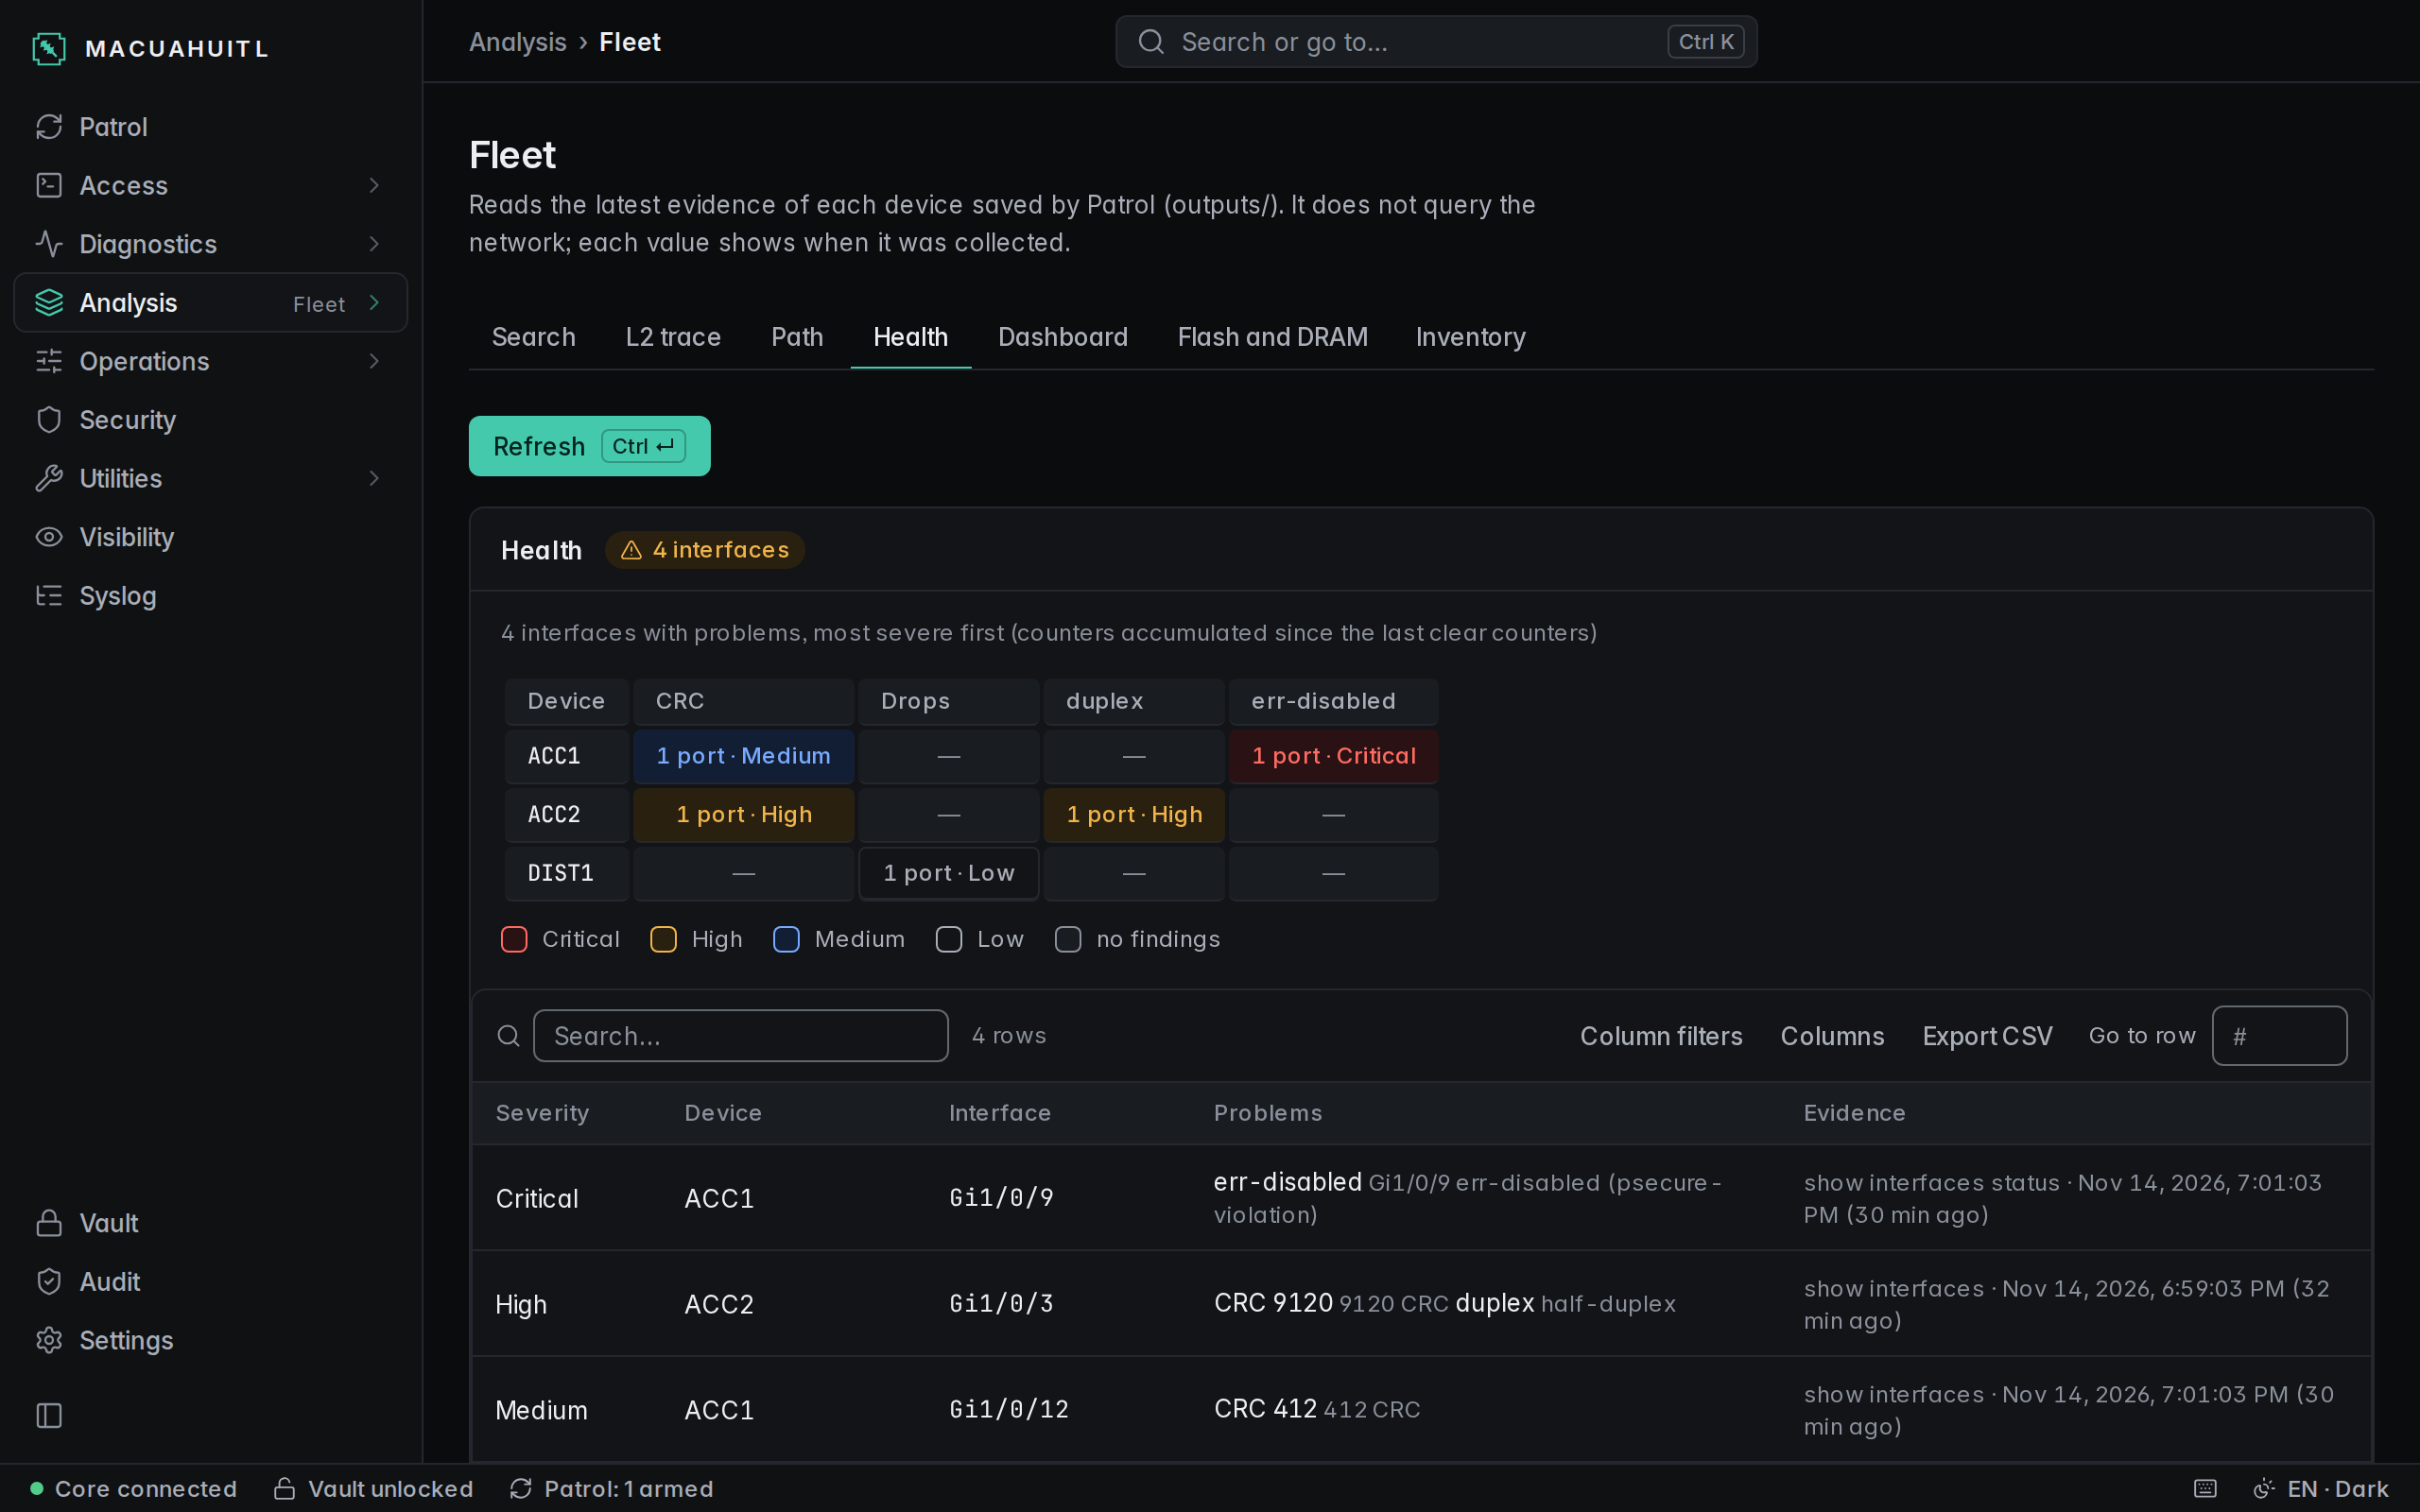 MACUAHUITL
Patrol
Access
Diagnostics
Analysis Fleet
Operations
Security
Utilities
Visibility
Syslog
Vault
Audit
Settings
Analysis › Fleet
Search or go to... Ctrl K
Fleet
Reads the latest evidence of each device saved by Patrol (outputs/). It does not query the
network; each value shows when it was collected.
Search L2 trace Path Health Dashboard Flash and DRAM Inventory
Refresh Ctrl ↵
Health 4 interfaces
4 interfaces with problems, most severe first (counters accumulated since the last clear counters)
Device CRC Drops duplex err-disabled
ACC1 1 port · Medium — — 1 port · Critical
ACC2 1 port · High — 1 port · High —
DIST1 — 1 port · Low — —
Critical High Medium Low no findings
Search... 4 rows Column filters Columns Export CSV Go to row #
Severity Device Interface Problems Evidence
Critical ACC1 Gi1/0/9 err-disabled Gi1/0/9 err-disabled (psecure-
violation) show interfaces status · Nov 14, 2026, 7:01:03
PM (30 min ago)
High ACC2 Gi1/0/3 CRC 9120 9120 CRC duplex half-duplex show interfaces · Nov 14, 2026, 6:59:03 PM (32
min ago)
Medium ACC1 Gi1/0/12 CRC 412 412 CRC show interfaces · Nov 14, 2026, 7:01:03 PM (30
min ago)
Core connected Vault unlocked Patrol: 1 armed EN · Dark